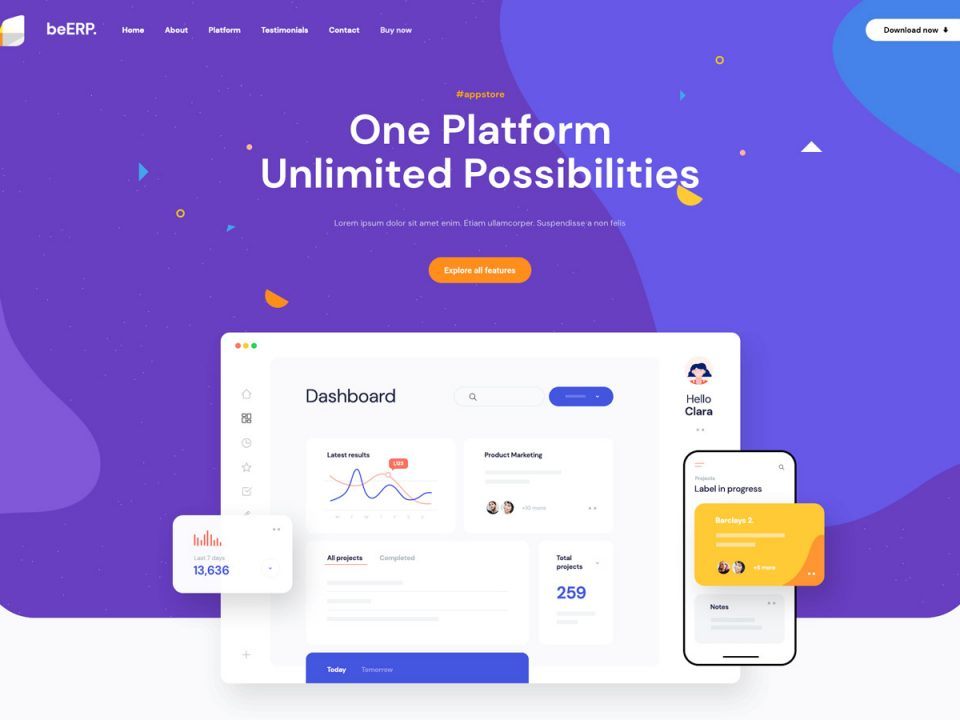 beERP.
Home About Platform Testimonials Contact Buy now
Download now
#appstore
One Platform
Unlimited Possibilities
Lorem ipsum dolor sit amet enim. Etiam ullamcorper. Suspendisse a non felis
Explore all features
Dashboard
Hello
Clara
Latest results
1,123
Product Marketing
+10 more
Last 7 days
13,636
All projects Completed
Total
projects
259
Today Tomorrow
Projects
Label in progress
Barclays 2.
+8 more
Notes